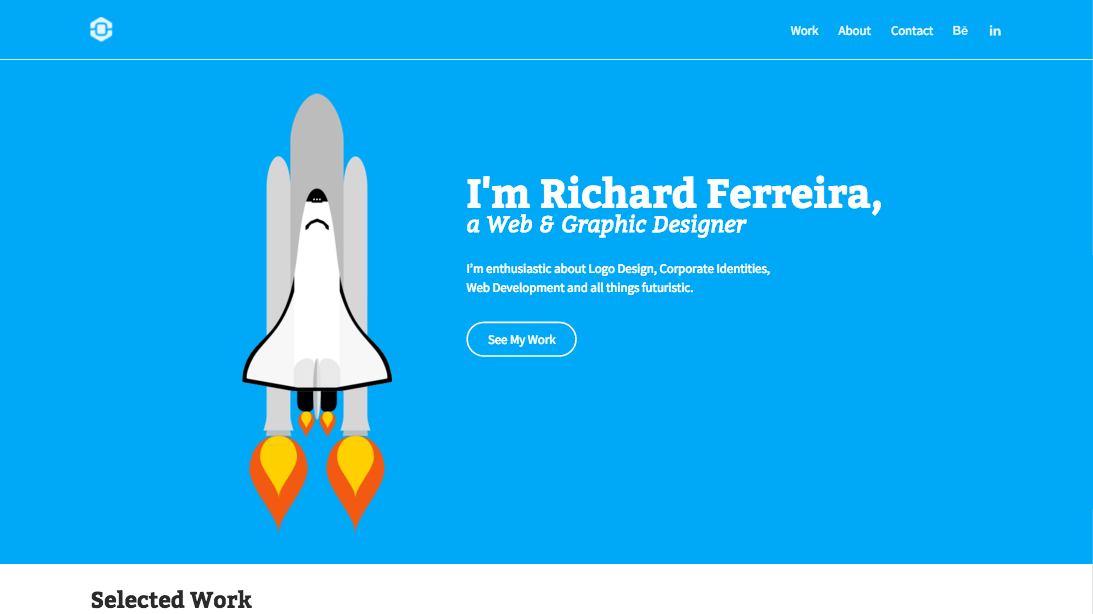 Work About Contact Bē in
I'm Richard Ferreira,
a Web & Graphic Designer
I'm enthusiastic about Logo Design, Corporate Identities,
Web Development and all things futuristic.
See My Work
Selected Work